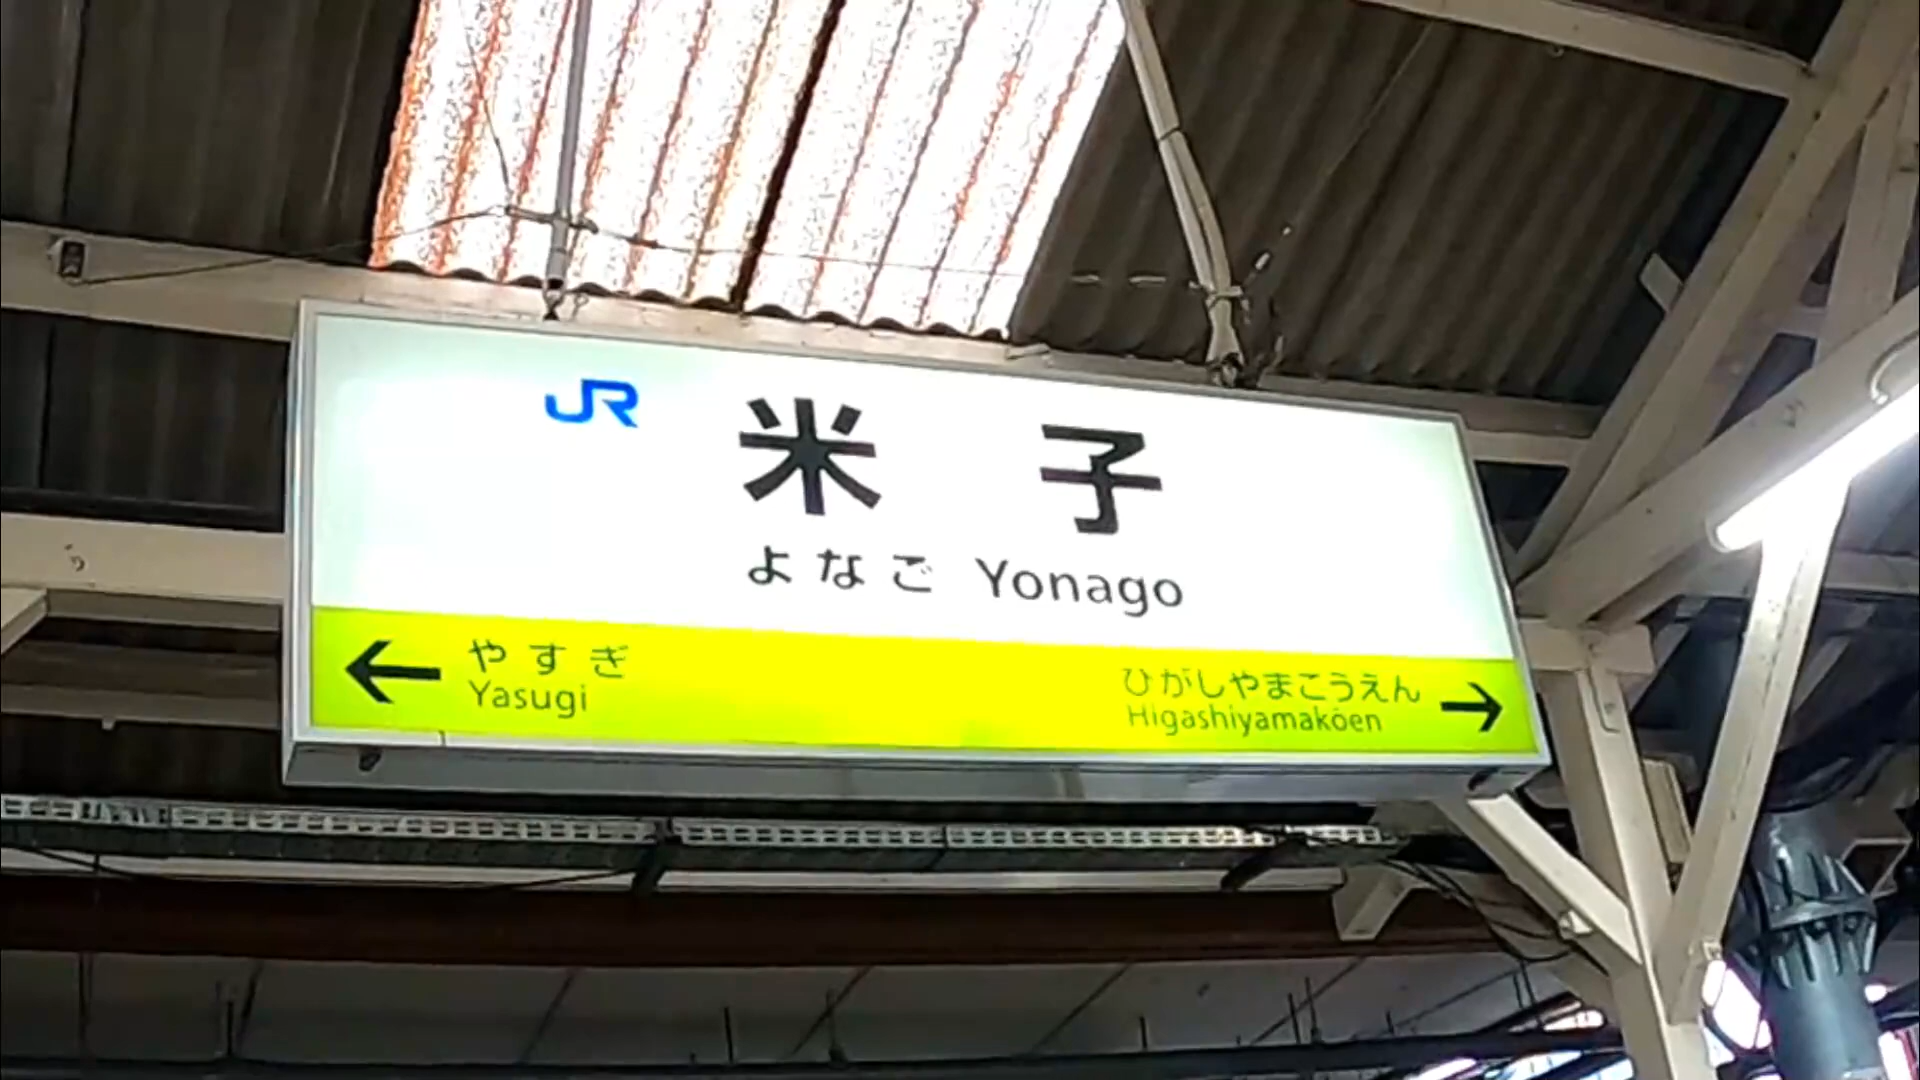 JR
米子
よなご Yonago
← やすぎ
Yasugi
ひがしやまこうえん →
Higashiyamakōen